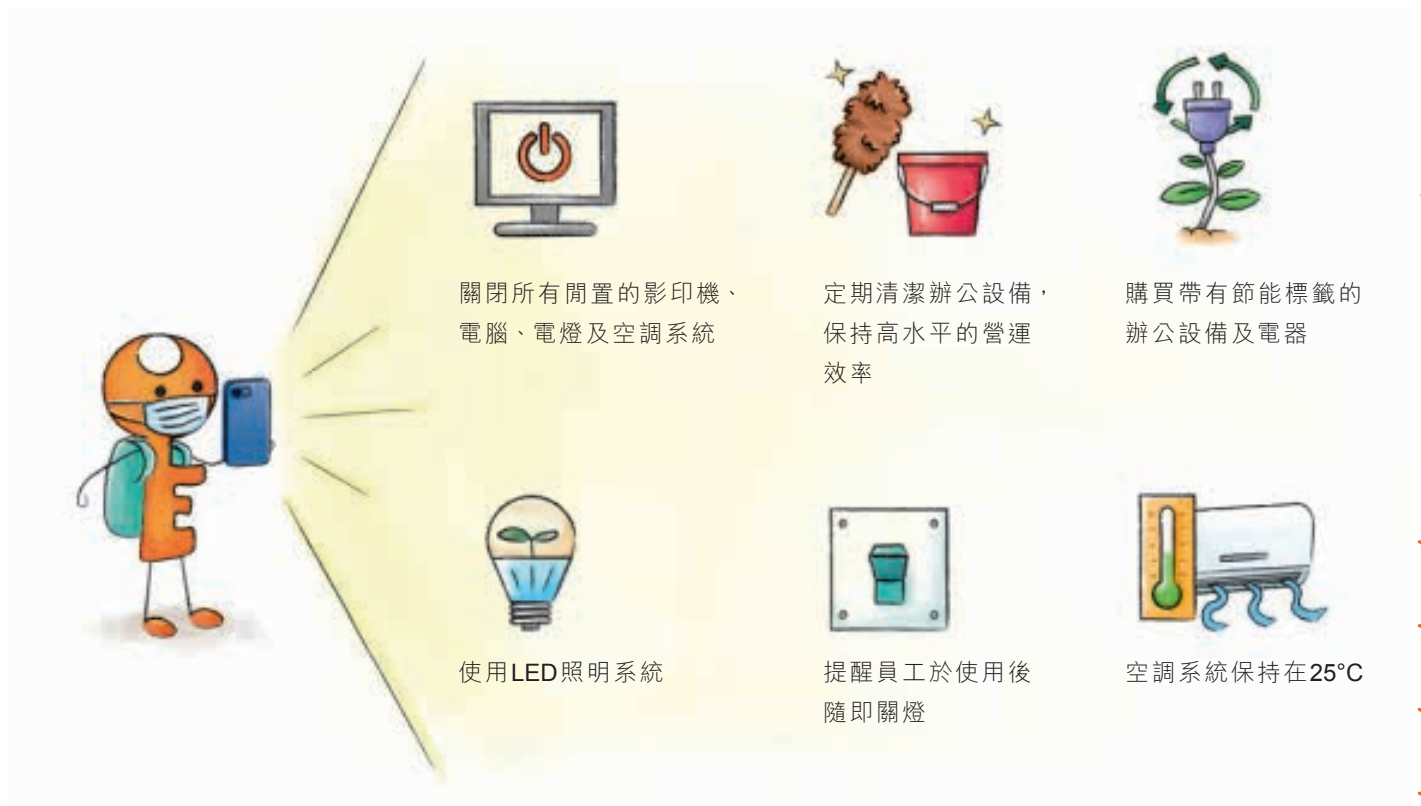 關閉所有閒置的影印機、
電腦、電燈及空調系統
定期清潔辦公設備，
保持高水平的營運
效率
購買帶有節能標籤的
辦公設備及電器
使用LED照明系統
提醒員工於使用後
隨即關燈
空調系統保持在25°C